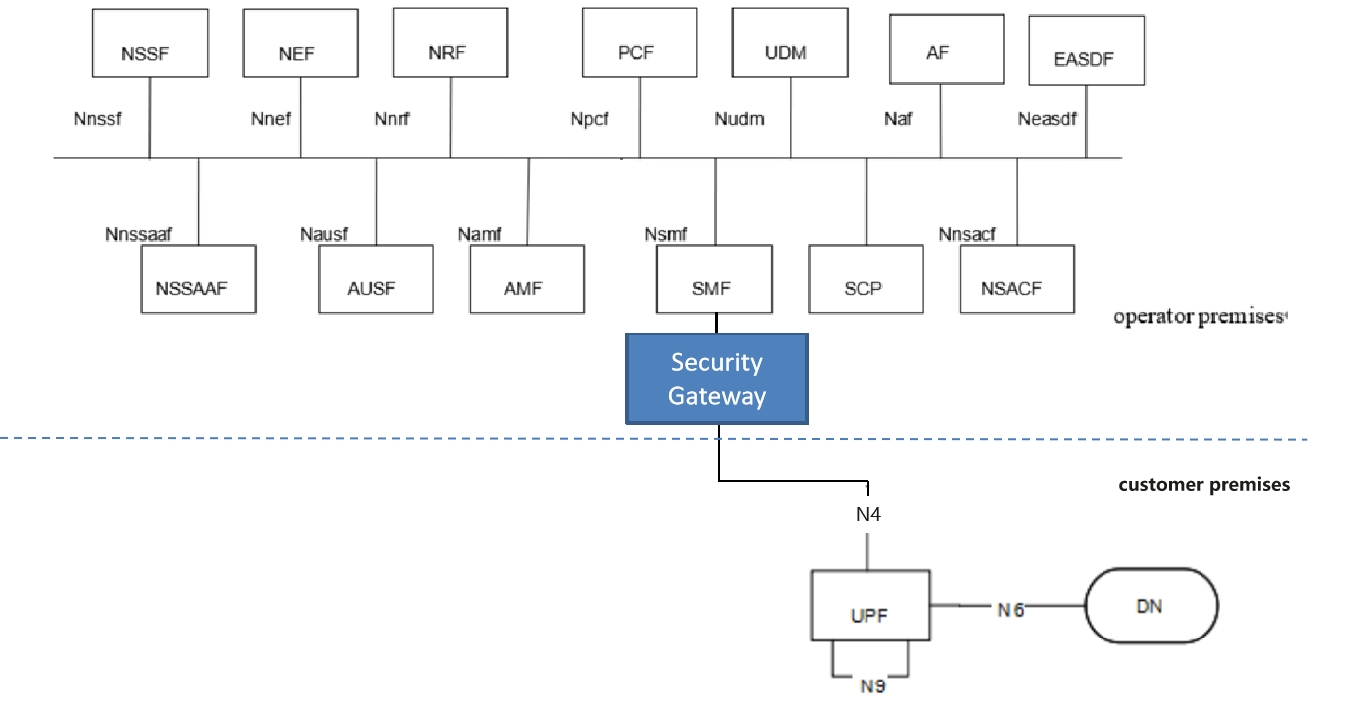 NSSF
NEF
NRF
PCF
UDM
AF
EASDF
Nnssf
Nnef
Nnrf
Npcf
Nudm
Naf
Neasdf
Nnssaaf
Nausf
Namf
Nsmf
Nnsacf
NSSAAF
AUSF
AMF
SMF
SCP
NSACF
operator premises
Security
Gateway
customer premises
N4
UPF
N6
DN
N9